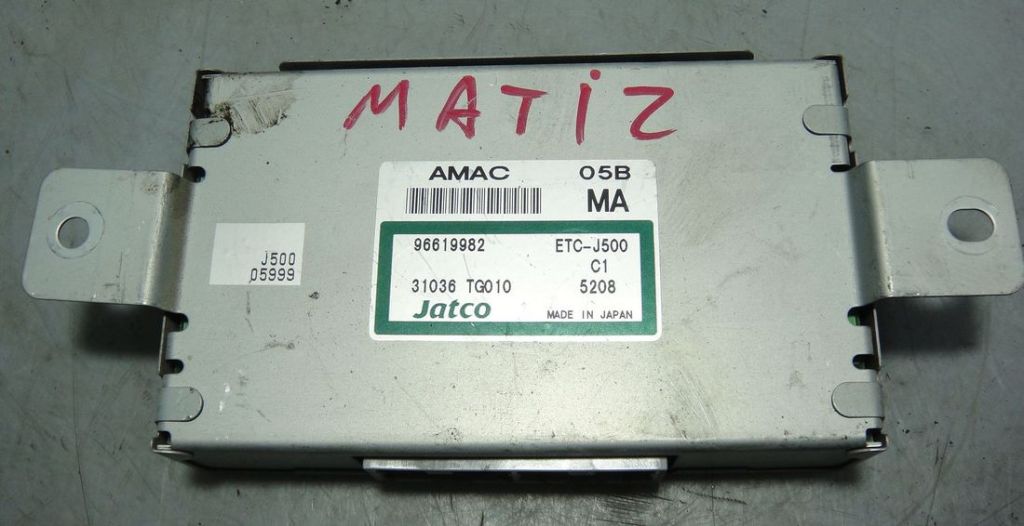 MATiZ
AMAC 05B
MA
96619982 ETC-J500
C1
31036 TG010 5208
Jatco MADE IN JAPAN
J500
05999